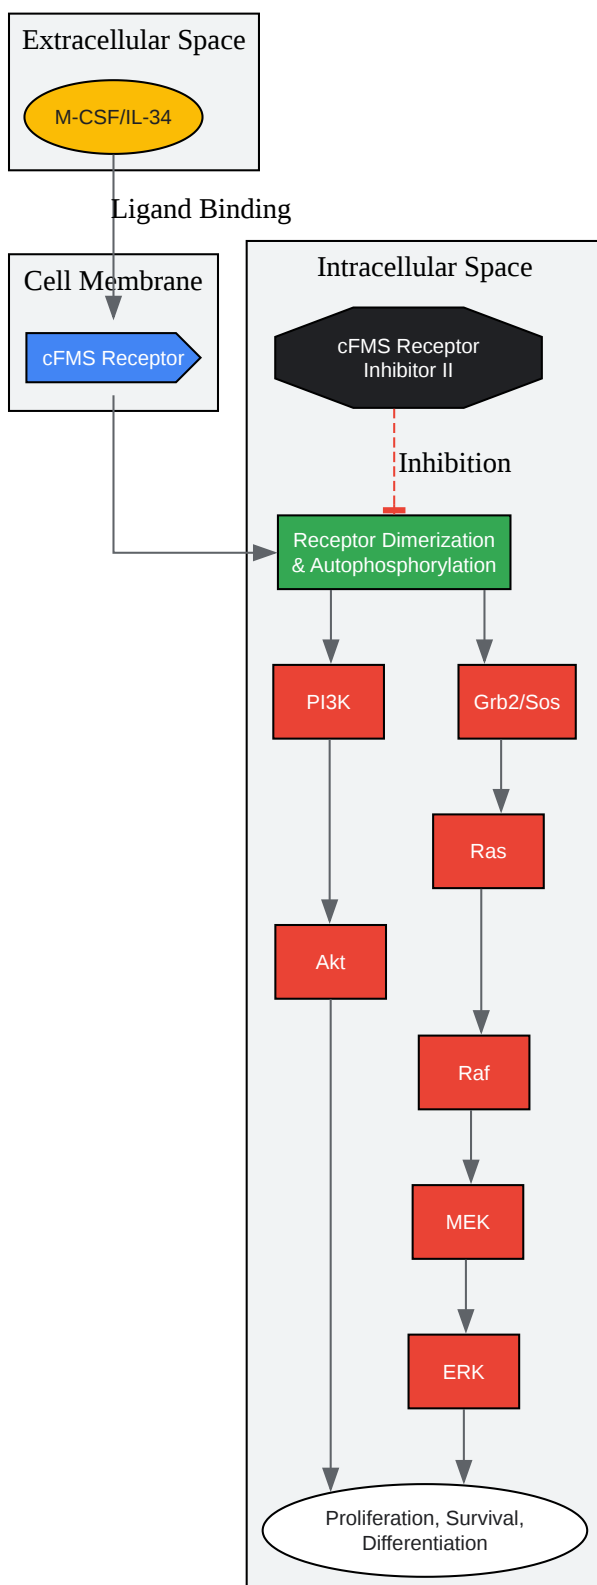 Extracellular Space
M-CSF/IL-34
Ligand Binding
Cell Membrane
cFMS Receptor
Intracellular Space
cFMS Receptor
Inhibitor II
Inhibition
Receptor Dimerization
& Autophosphorylation
PI3K
Grb2/Sos
Ras
Akt
Raf
MEK
ERK
Proliferation, Survival,
Differentiation